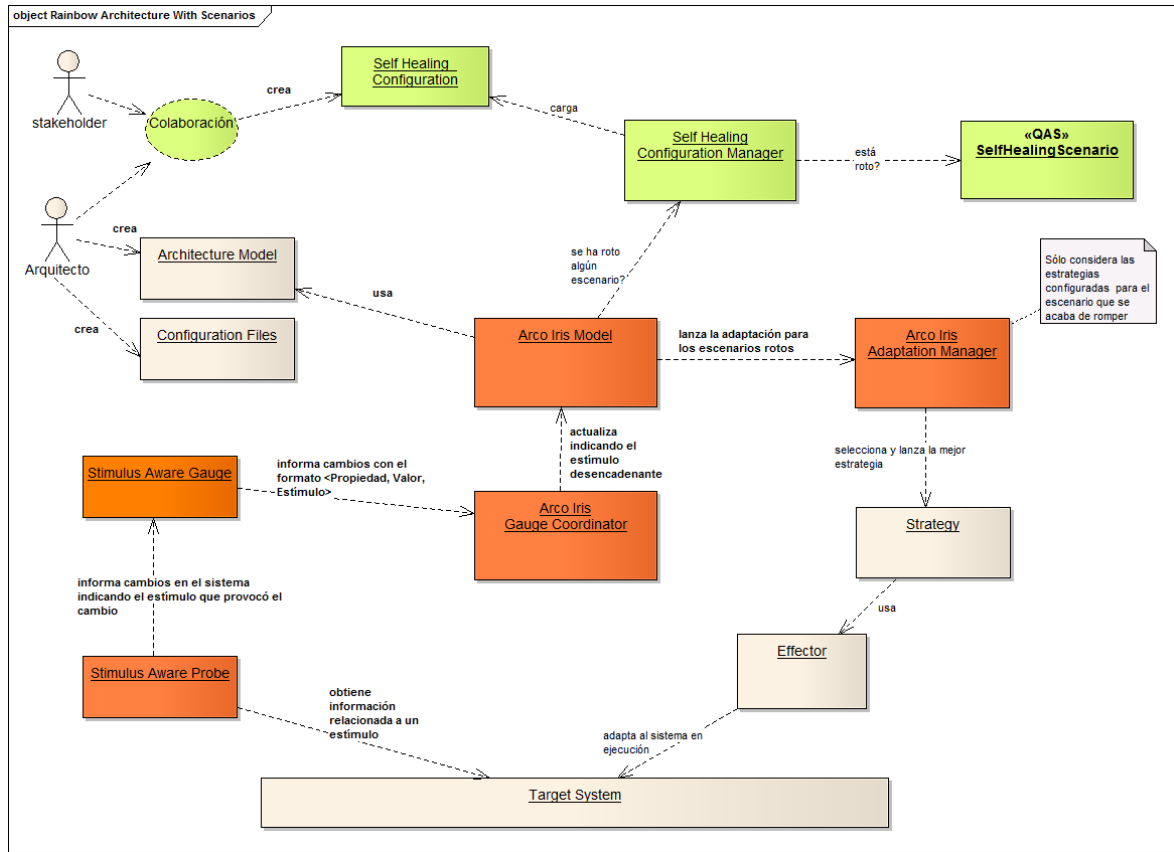 object Rainbow Architecture With Scenarios
stakeholder
Colaboración
crea
Self Healing
Configuration
carga
Self Healing
Configuration Manager
está
roto?
«QAS»
SelfHealingScenario
Arquitecto
crea
Architecture Model
crea
Configuration Files
usa
se ha roto
algún
escenario?
Sólo considera las
estrategias
configuradas para el
escenario que se
acaba de romper
Arco Iris Model
lanza la adaptación para
los escenarios rotos
Arco Iris
Adaptation Manager
actualiza
indicando el
estímulo
desencadenante
selecciona y lanza la mejor
estrategia
Stimulus Aware Gauge
informa cambios con el
formato <Propiedad, Valor,
Estímulo>
Arco Iris
Gauge Coordinator
Strategy
informa cambios en el sistema
indicando el estímulo que provocó el
cambio
usa
Effector
Stimulus Aware Probe
obtiene
información
relacionada a un
estímulo
adapta al sistema en
ejecución
Target System